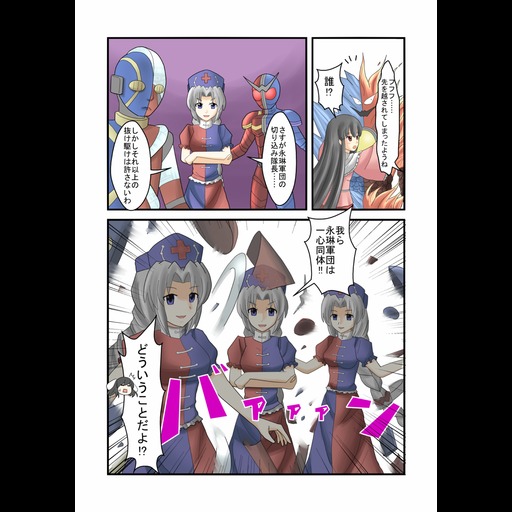 フフフ……
先を越されて
しまったようね
誰!?
さすが永琳軍団の
切り込み隊長……
しかしそれ以上の
抜け駆けは許さないわ
我ら
永琳軍団は
一心同体!!
どういうことだよ!?
バァァァン